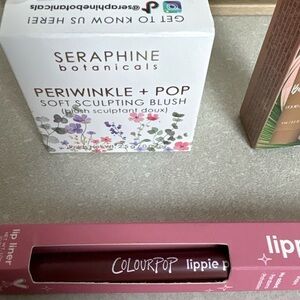 GET TO KNOW US HERE!
@seraphinebotanicals
SERAPHINE
botanicals
PERIWINKLE + POP
SOFT SCULPTING BLUSH
(blush sculptant doux)
lip liner
COLOURPOP lippie p
lipp